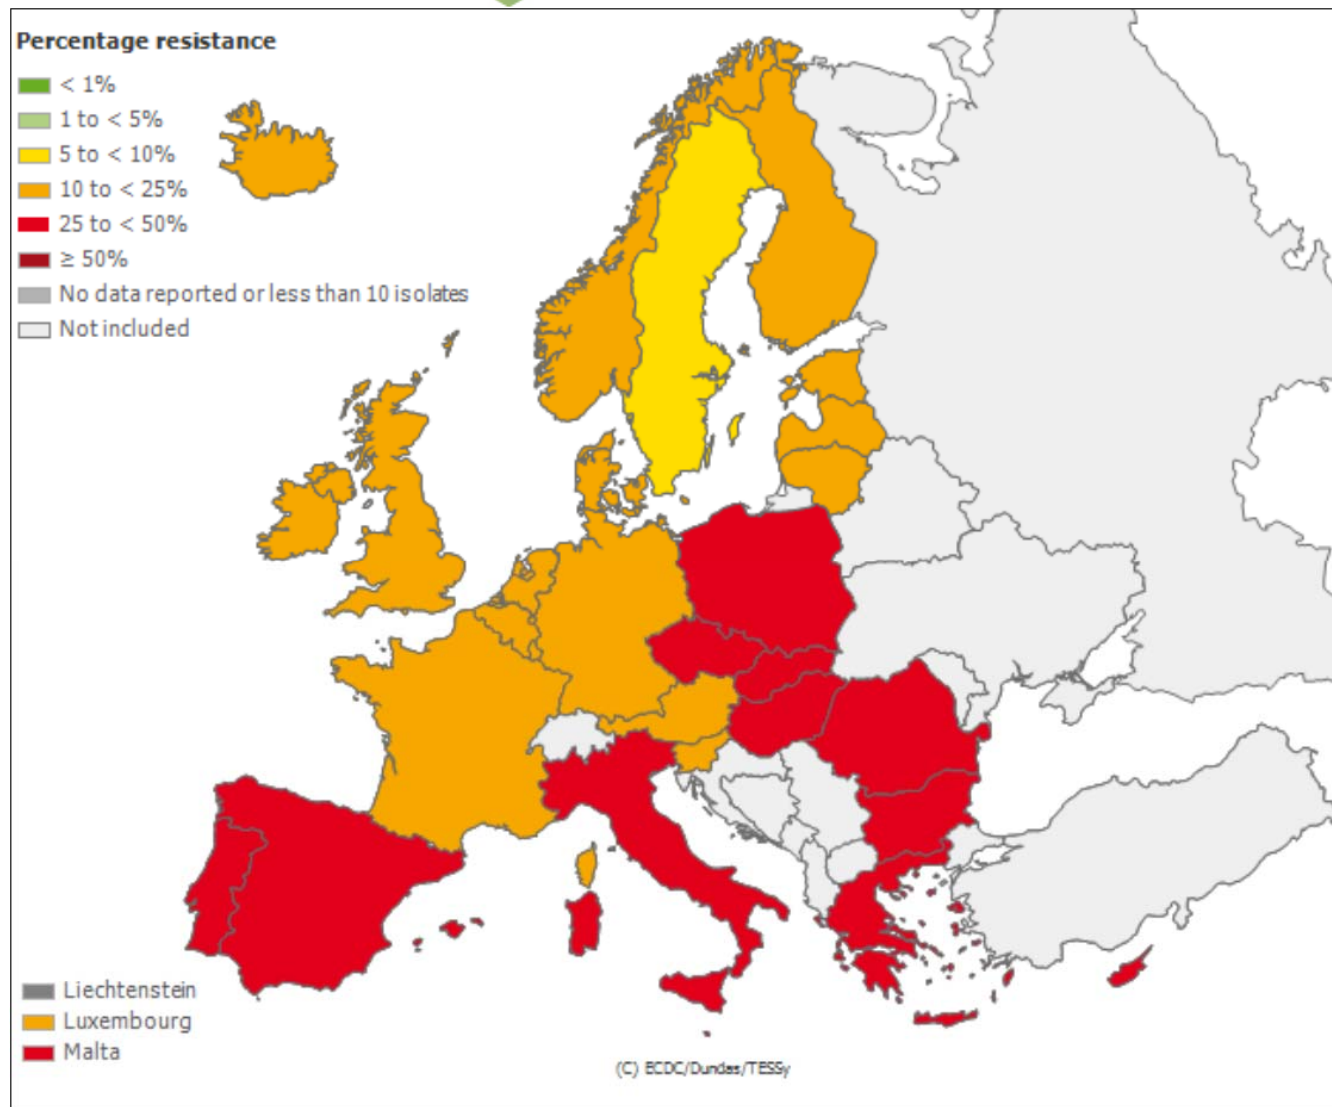 Percentage resistance
< 1%
1 to < 5%
5 to < 10%
10 to < 25%
25 to < 50%
≥ 50%
No data reported or less than 10 isolates
Not included
Liechtenstein
Luxembourg
Malta
(C) ECDC/Dundas/TESSy